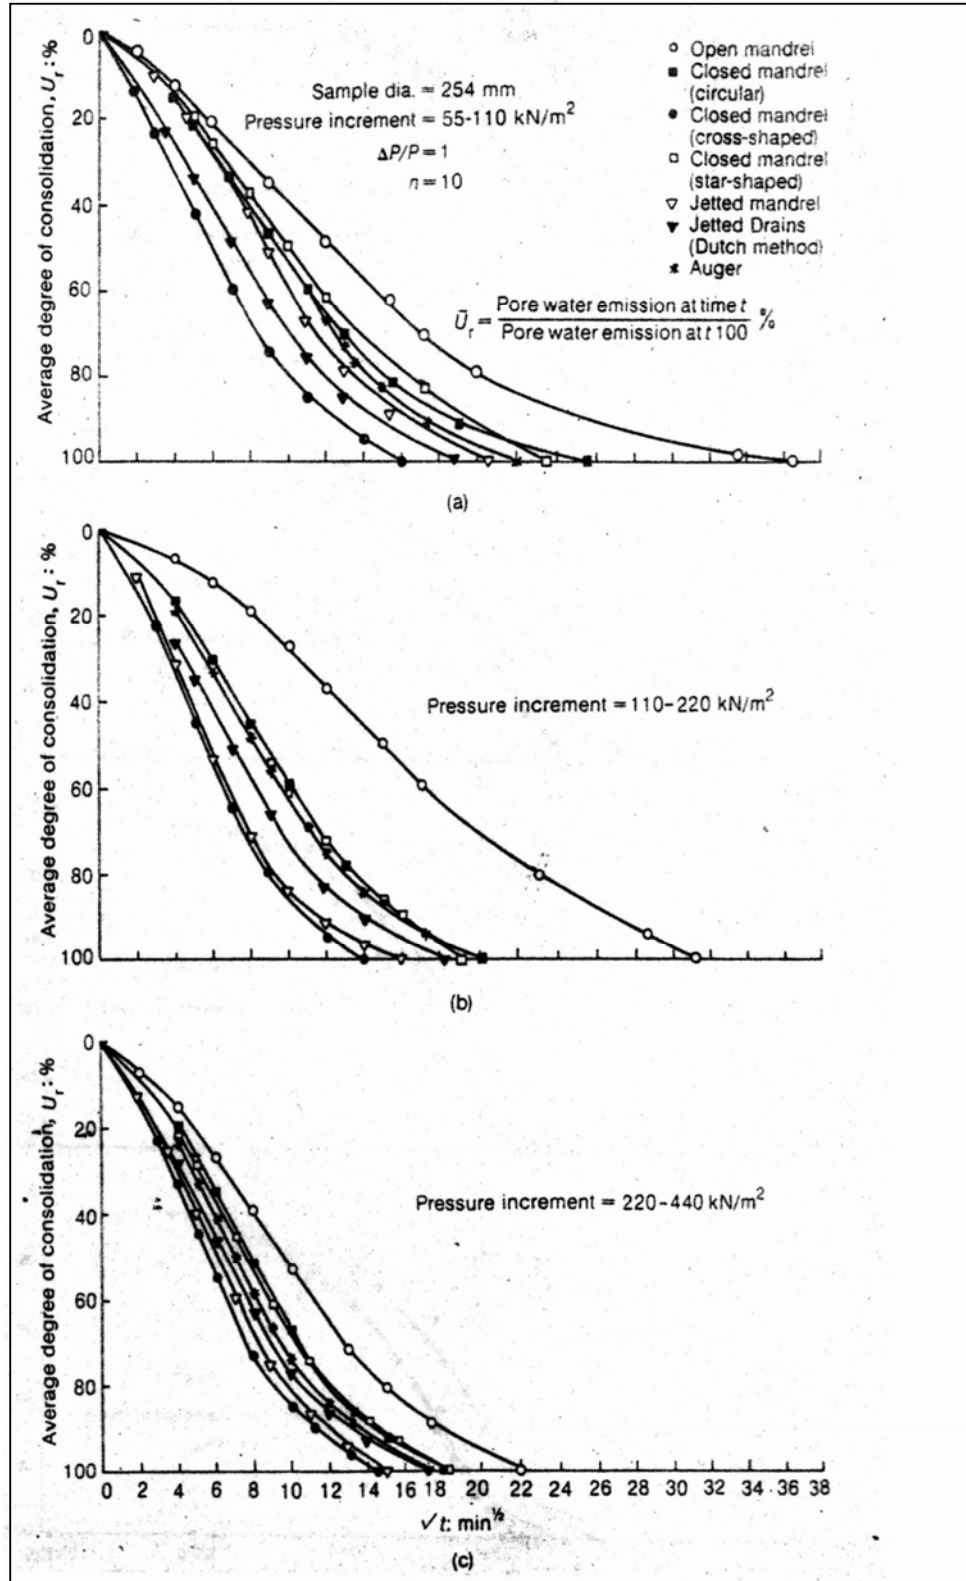 Average degree of consolidation, Uᵣ: %
0
20
40
60
80
100
Sample dia. = 254 mm
Pressure increment = 55-110 kN/m²
ΔP/P = 1
n = 10
Open mandrel
Closed mandrel
(circular)
Closed mandrel
(cross-shaped)
Closed mandrel
(star-shaped)
Jetted mandrel
Jetted Drains
(Dutch method)
Auger
Ūᵣ = Pore water emission at time t / Pore water emission at t 100 %
(a)
Average degree of consolidation, Uᵣ: %
0
20
40
60
80
100
Pressure increment = 110-220 kN/m²
(b)
Average degree of consolidation, Uᵣ: %
0
20
40
60
80
100
Pressure increment = 220-440 kN/m²
0 2 4 6 8 10 12 14 16 18 20 22 24 26 28 30 32 34 36 38
√t: min½
(c)